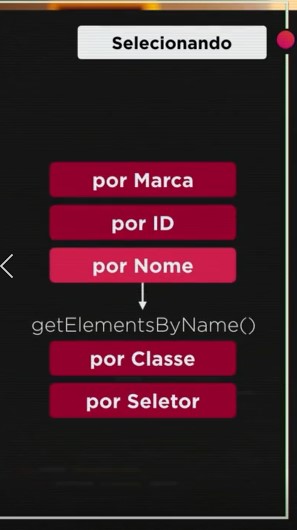 Selecionando
por Marca
por ID
por Nome
getElementsByName()
por Classe
por Seletor